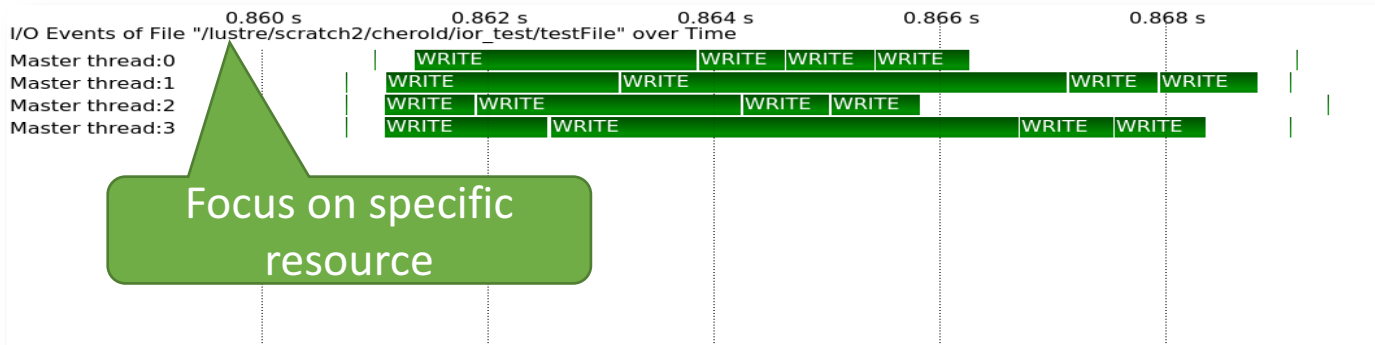 0.860 s 0.862 s 0.864 s 0.866 s 0.868 s
I/O Events of File "/lustre/scratch2/cherold/ior_test/testFile" over Time
Master thread:0 WRITE WRITE WRITE WRITE
Master thread:1 WRITE WRITE WRITE WRITE
Master thread:2 WRITE WRITE WRITE WRITE
Master thread:3 WRITE WRITE WRITE WRITE
Focus on specific
resource